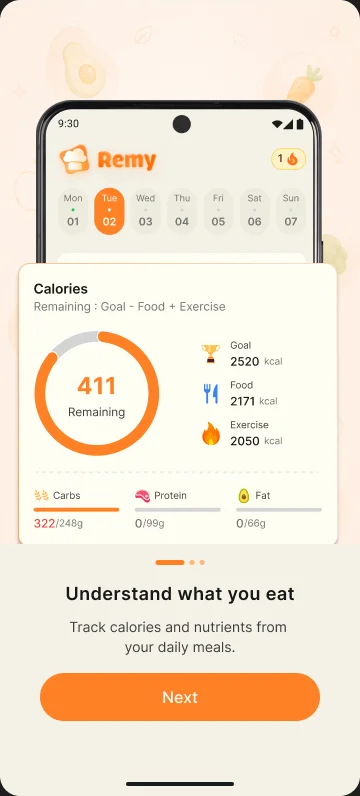 9:30
Remy
1
Mon Tue Wed Thu Fri Sat Sun
01 02 03 04 05 06 07
Calories
Remaining : Goal - Food + Exercise
411
Remaining
Goal
2520 kcal
Food
2171 kcal
Exercise
2050 kcal
Carbs Protein Fat
322/248g 0/99g 0/66g
Understand what you eat
Track calories and nutrients from
your daily meals.
Next